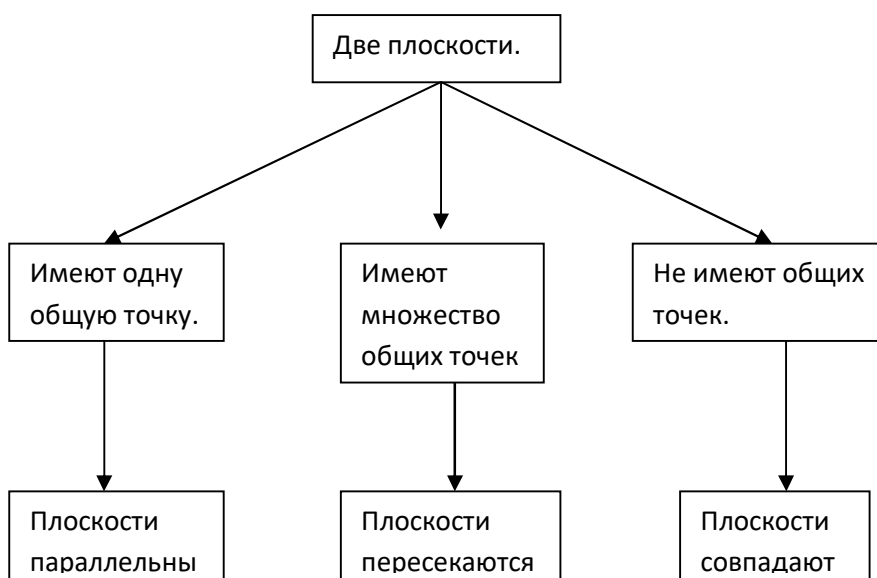 Две плоскости.
Имеют одну
общую точку.
Имеют
множество
общих точек
Не имеют общих
точек.
Плоскости
параллельны
Плоскости
пересекаются
Плоскости
совпадают